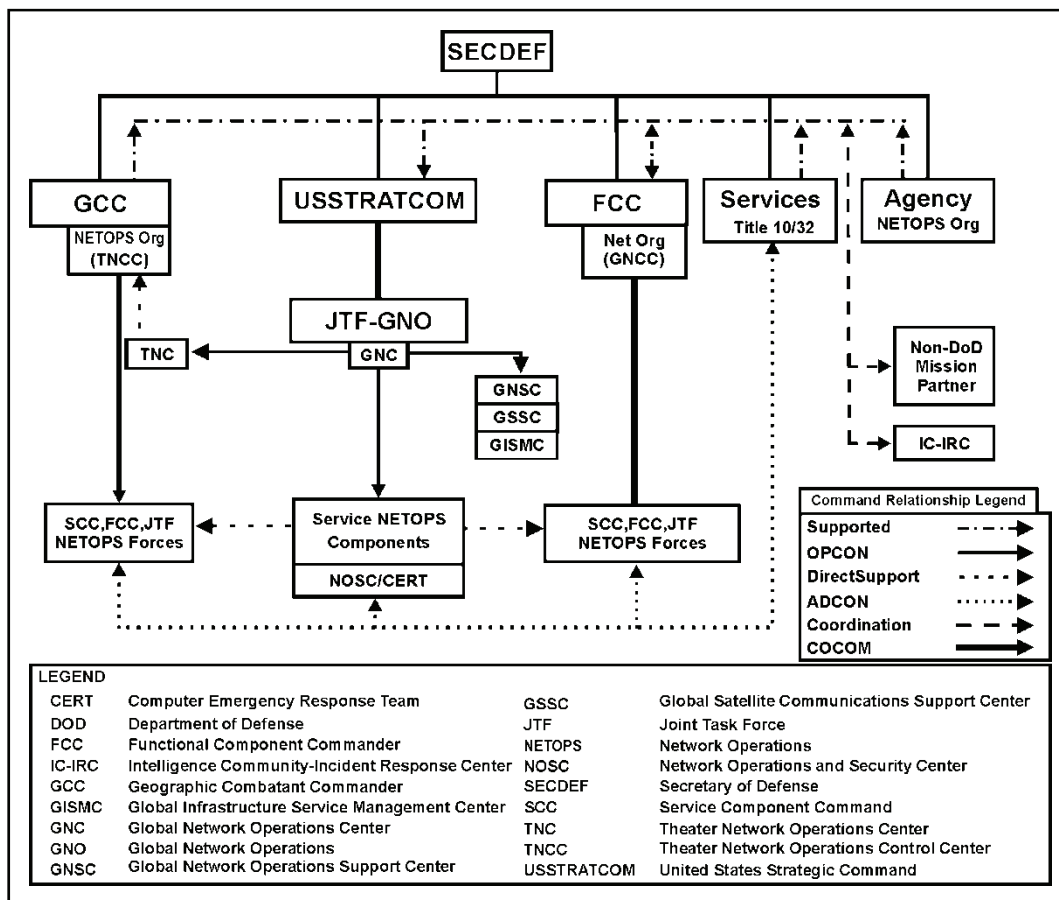 SECDEF
GCC
NETOPS Org
(TNCC)
USSTRATCOM
FCC
Net Org
(GNCC)
Services
Title 10/32
Agency
NETOPS Org
JTF-GNO
GNC
TNC
GNSC
GSSC
GISMC
Non-DoD
Mission
Partner
IC-IRC
SCC,FCC,JTF
NETOPS Forces
Service NETOPS
Components
NOSC/CERT
SCC,FCC,JTF
NETOPS Forces
Command Relationship Legend
Supported
OPCON
DirectSupport
ADCON
Coordination
COCOM
LEGEND
CERT Computer Emergency Response Team
DOD Department of Defense
FCC Functional Component Commander
IC-IRC Intelligence Community-Incident Response Center
GCC Geographic Combatant Commander
GISMC Global Infrastructure Service Management Center
GNC Global Network Operations Center
GNO Global Network Operations
GNSC Global Network Operations Support Center
GSSC Global Satellite Communications Support Center
JTF Joint Task Force
NETOPS Network Operations
NOSC Network Operations and Security Center
SECDEF Secretary of Defense
SCC Service Component Command
TNC Theater Network Operations Center
TNCC Theater Network Operations Control Center
USSTRATCOM United States Strategic Command